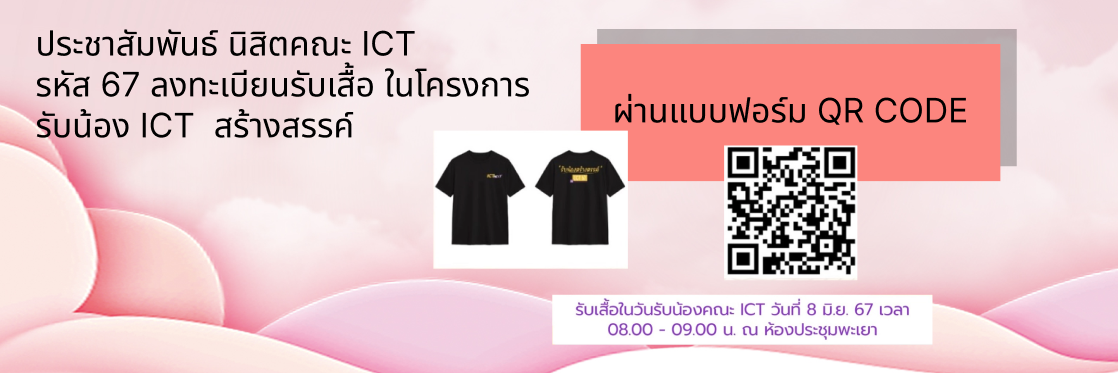 ประชาสัมพันธ์ นิสิตคณะ ICT
รหัส 67 ลงทะเบียนรับเสื้อ ในโครงการ
รับน้อง ICT สร้างสรรค์
ผ่านแบบฟอร์ม QR CODE
รับเสื้อในวันรับน้องคณะ ICT วันที่ 8 มิ.ย. 67 เวลา
08.00 - 09.00 น. ณ ห้องประชุมพะเยา